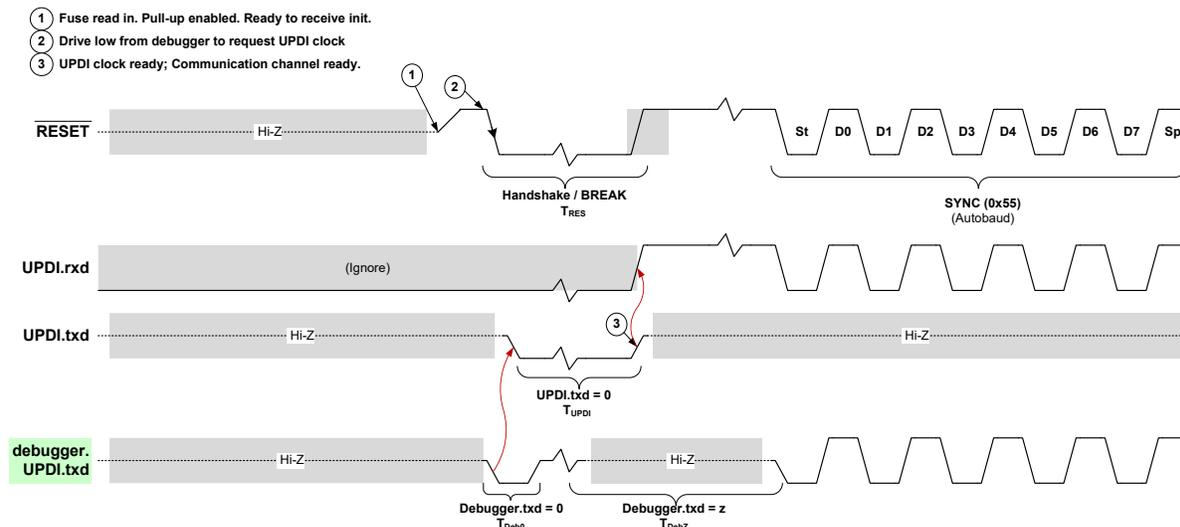 1 Fuse read in. Pull-up enabled. Ready to receive init.
2 Drive low from debugger to request UPDI clock
3 UPDI clock ready; Communication channel ready.
1
2
RESET
Hi-Z
St D0 D1 D2 D3 D4 D5 D6 D7 Sp
Handshake / BREAK
TRES
SYNC (0x55)
(Autobaud)
UPDI.rxd
(Ignore)
UPDI.txd
Hi-Z
3
Hi-Z
UPDI.txd = 0
TUPDI
debugger.
UPDI.txd
Hi-Z
Hi-Z
Debugger.txd = 0
TDeb0
Debugger.txd = z
TDebZ